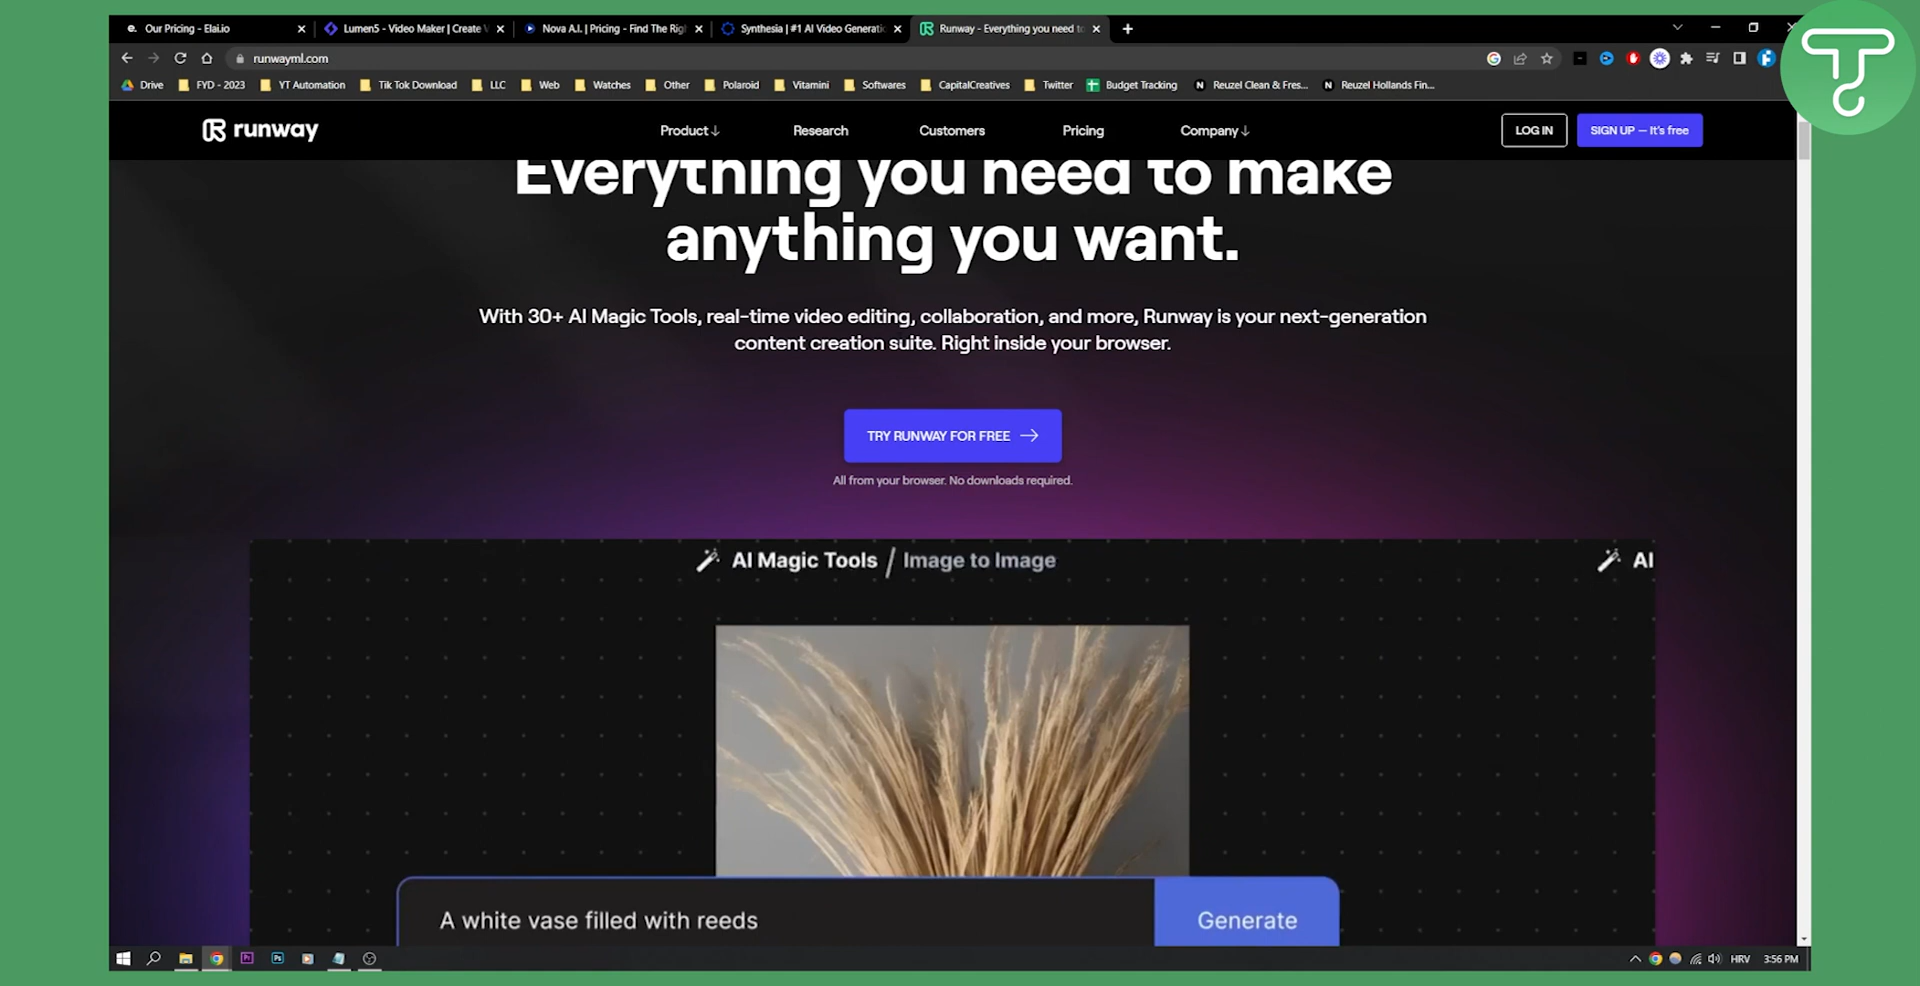 Our Pricing - Elai.io
Lumen5 - Video Maker | Create V
Nova A.I. | Pricing - Find The Rig
Synthesia | #1 AI Video Generati
Runway - Everything you need to
runwayml.com
Drive
FYD - 2023
YT Automation
Tik Tok Download
LLC
Web
Watches
Other
Polaroid
Vitamini
Softwares
CapitalCreatives
Twitter
Budget Tracking
Reuzel Clean & Fres...
Reuzel Hollands Fin...
runway
Product↓
Research
Customers
Pricing
Company↓
LOG IN
SIGN UP — It's free
Everything you need to make
anything you want.
With 30+ AI Magic Tools, real-time video editing, collaboration, and more, Runway is your next-generation
content creation suite. Right inside your browser.
TRY RUNWAY FOR FREE →
All from your browser. No downloads required.
AI Magic Tools / Image to Image
AI
A white vase filled with reeds
Generate
Pr
Ps
HRV
3:56 PM